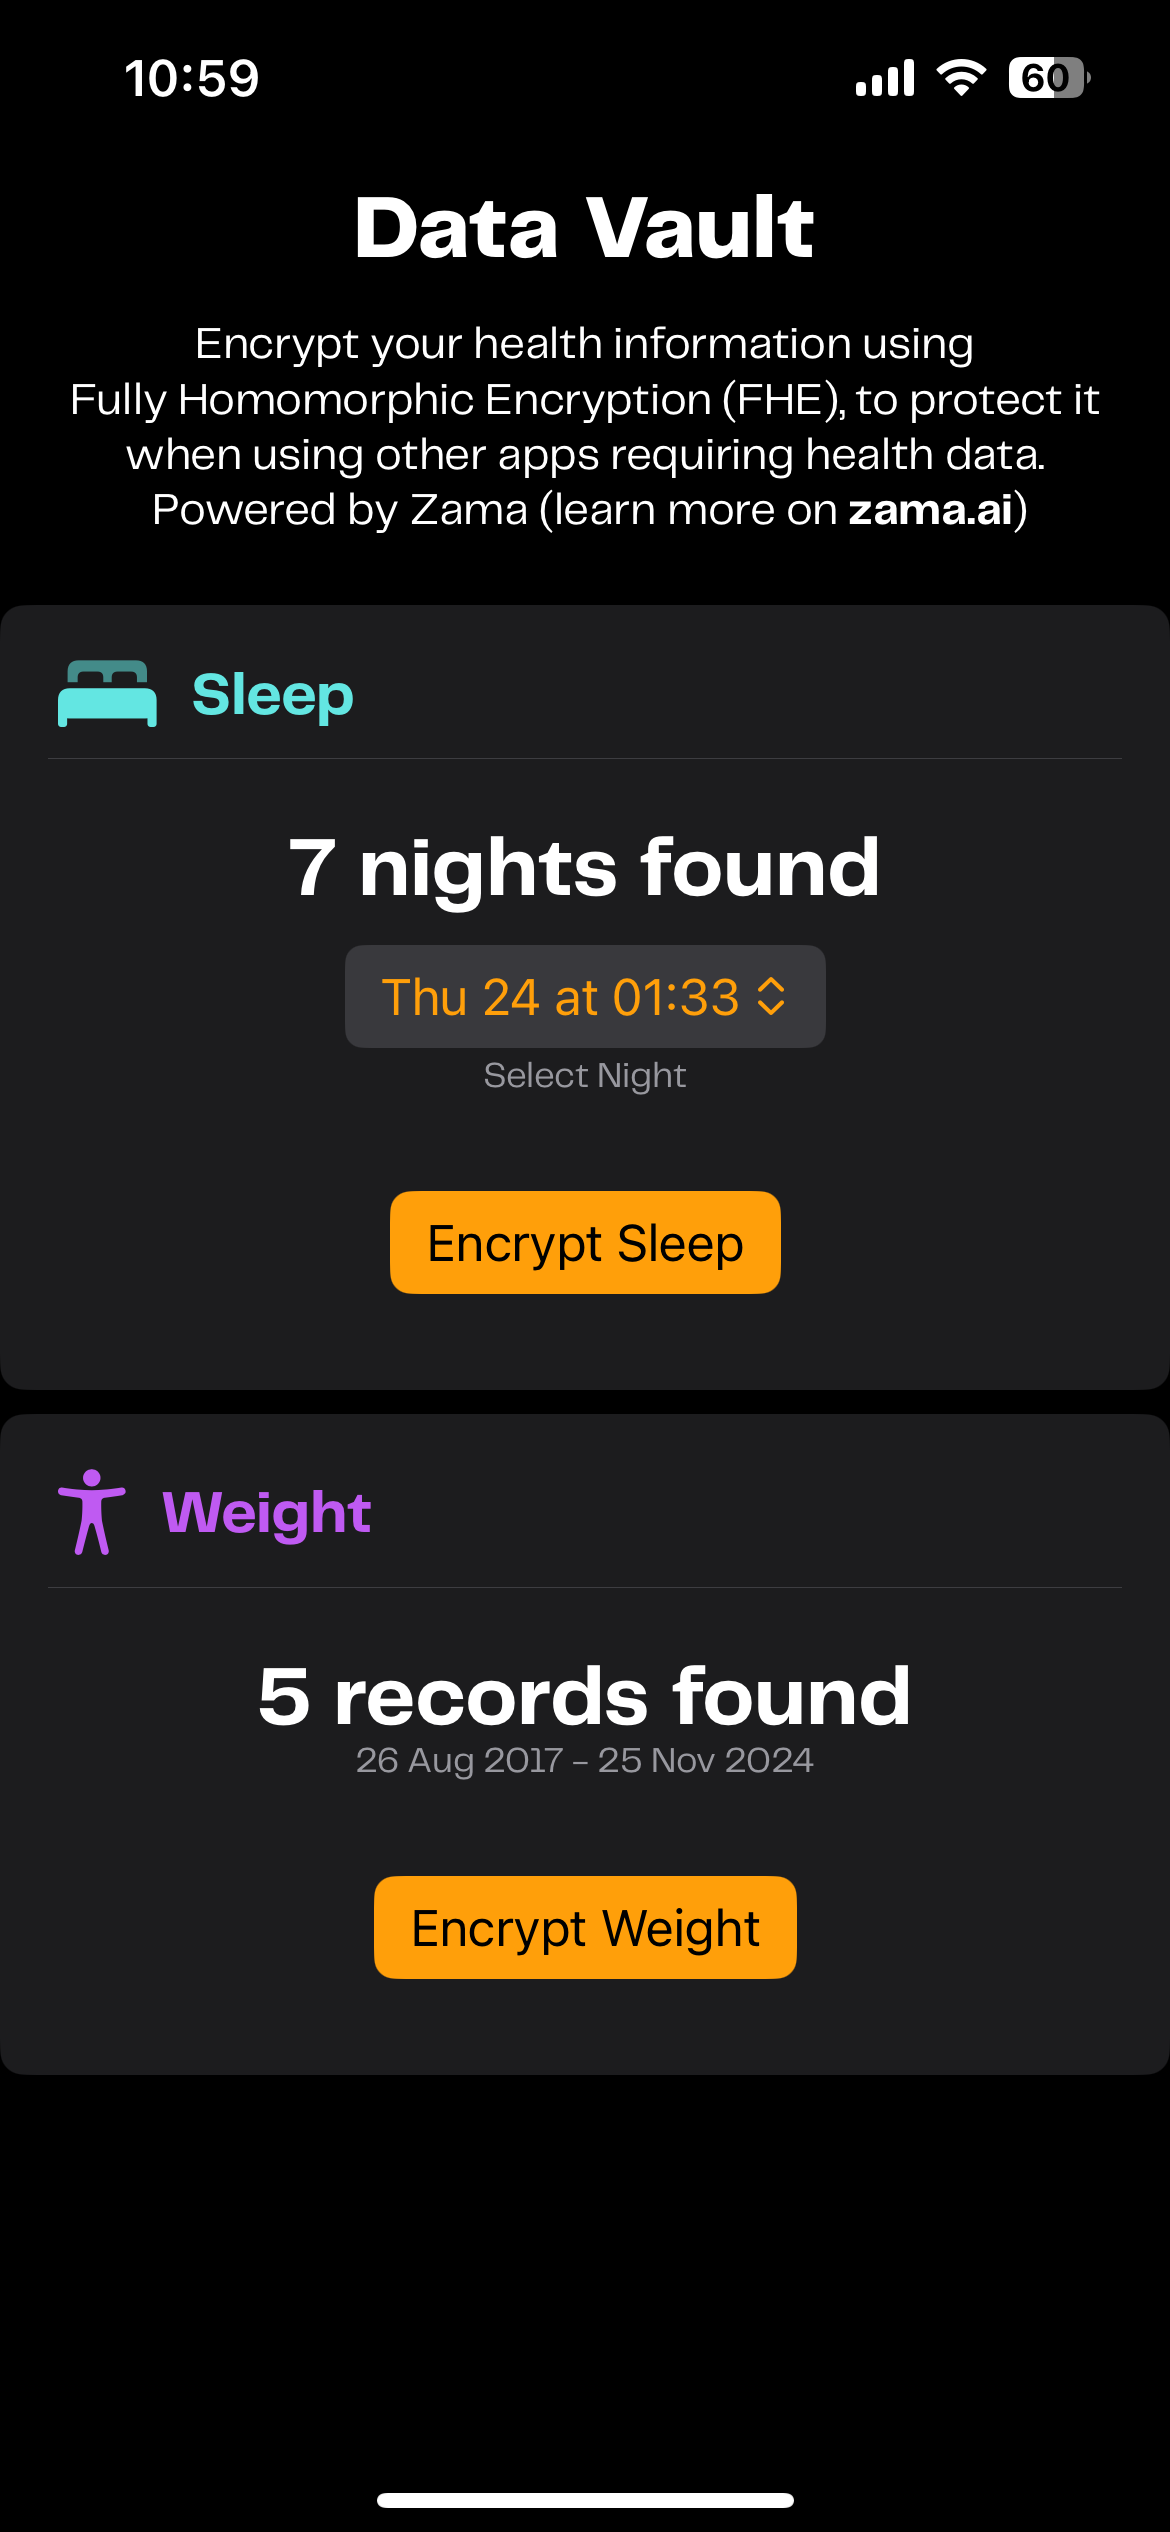 10:59
60
Data Vault
Encrypt your health information using
Fully Homomorphic Encryption (FHE), to protect it
when using other apps requiring health data.
Powered by Zama (learn more on zama.ai)
Sleep
7 nights found
Thu 24 at 01:33
Select Night
Encrypt Sleep
Weight
5 records found
26 Aug 2017 – 25 Nov 2024
Encrypt Weight